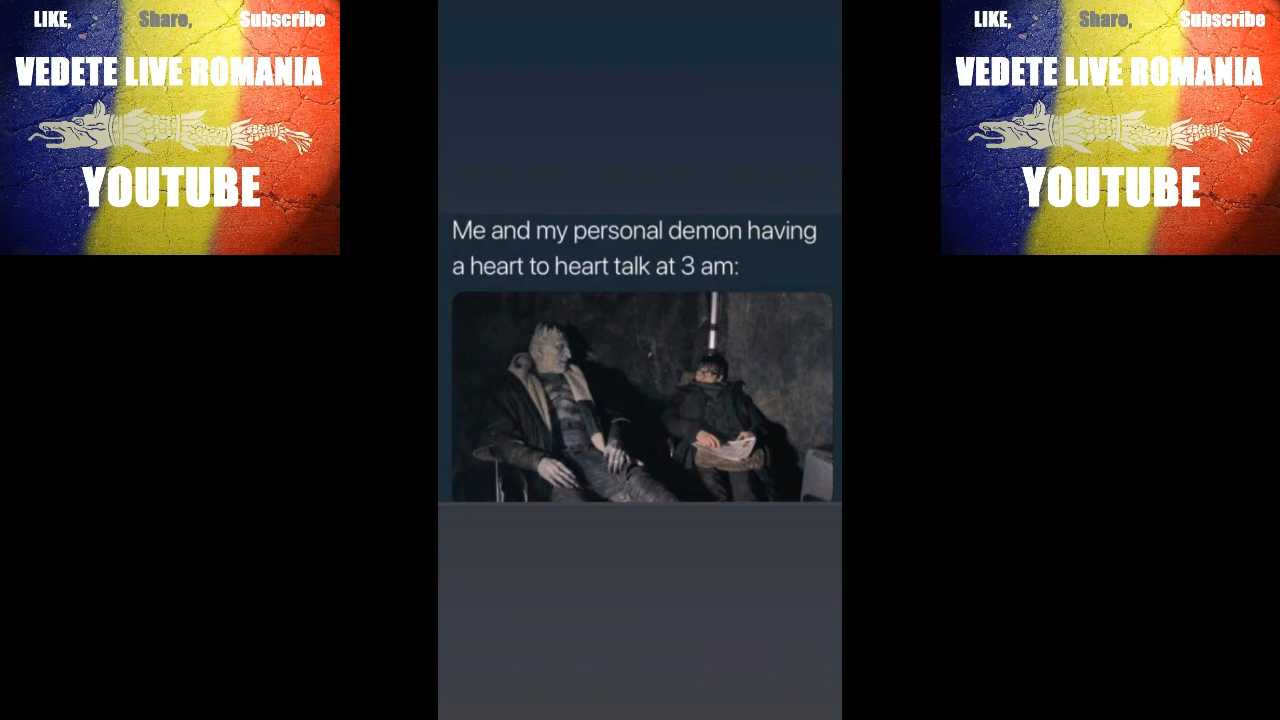 LIKE, Share, Subscribe
VEDETE LIVE ROMANIA
YOUTUBE
Me and my personal demon having
a heart to heart talk at 3 am:
LIKE, Share, Subscribe
VEDETE LIVE ROMANIA
YOUTUBE